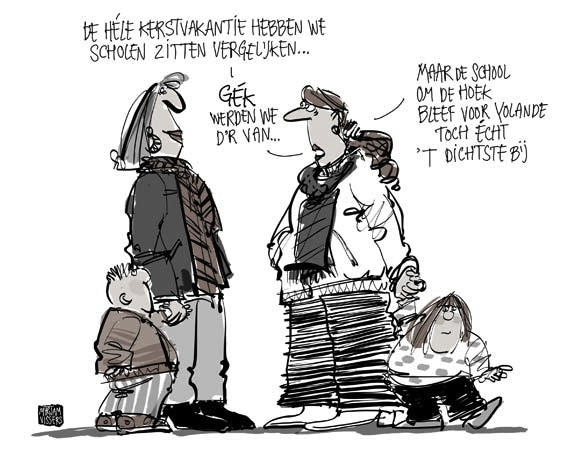 DE HÉLE KERSTVAKANTIE HEBBEN WE
SCHOLEN ZITTEN VERGELIJKEN...
GÉK
WERDEN WE
D'R VAN...
MAAR DE SCHOOL
OM DE HOEK
BLEEF VOOR YOLANDE
TOCH ÉCHT
'T DICHTSTE BIJ
MIRJAM
VISSERS